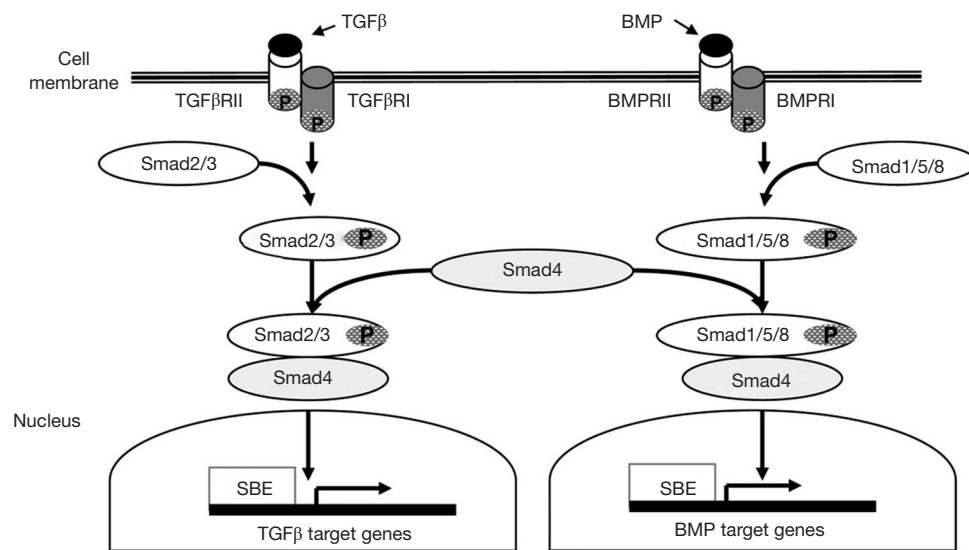 TGFβ
BMP
Cell
membrane
TGFβRII
P
P
TGFβRI
BMPRII
P
P
BMPRI
Smad2/3
Smad1/5/8
Smad2/3 P
Smad1/5/8 P
Smad4
Smad2/3 P
Smad1/5/8 P
Smad4
Smad4
Nucleus
SBE
SBE
TGFβ target genes
BMP target genes